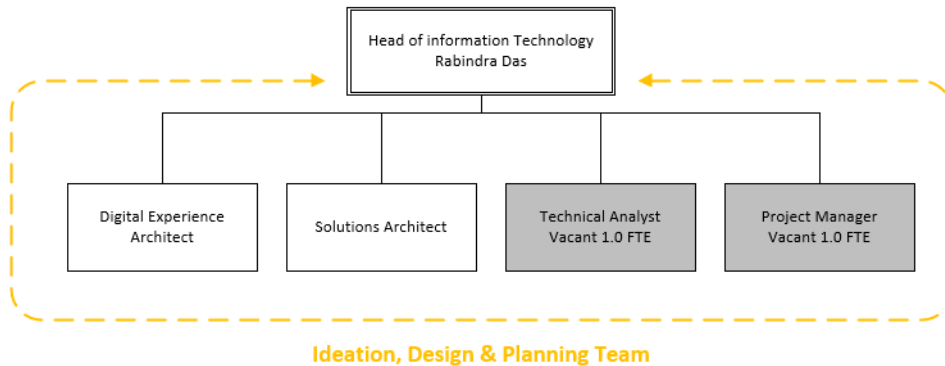 Head of information Technology
Rabindra Das
Digital Experience
Architect
Solutions Architect
Technical Analyst
Vacant 1.0 FTE
Project Manager
Vacant 1.0 FTE
Ideation, Design & Planning Team